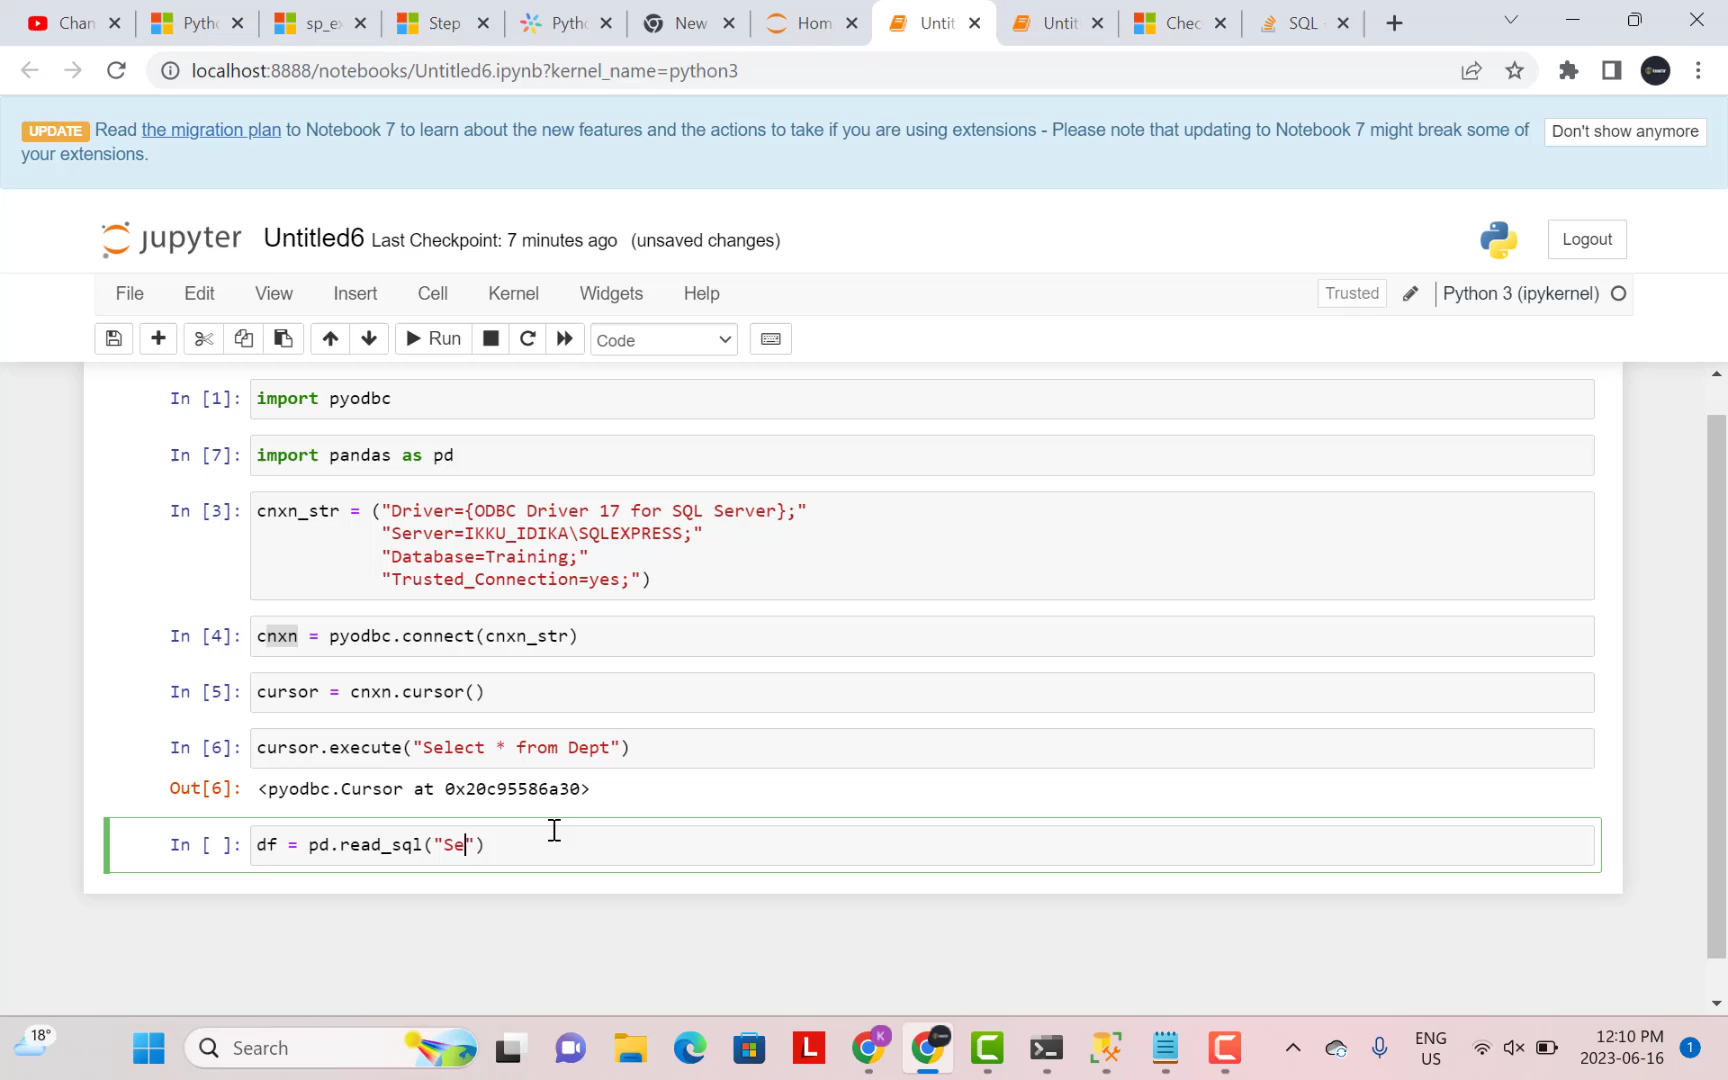 Chan
Pytho
sp_ex
Step
Pytho
New
Hom
Untit
Untit
Chec
SQL
localhost:8888/notebooks/Untitled6.ipynb?kernel_name=python3
UPDATE Read the migration plan to Notebook 7 to learn about the new features and the actions to take if you are using extensions - Please note that updating to Notebook 7 might break some of
your extensions.
Don't show anymore
jupyter Untitled6 Last Checkpoint: 7 minutes ago (unsaved changes)
Logout
File Edit View Insert Cell Kernel Widgets Help
Trusted Python 3 (ipykernel)
Run
Code
In [1]: import pyodbc
In [7]: import pandas as pd
In [3]: cnxn_str = ("Driver={ODBC Driver 17 for SQL Server};"
"Server=IKKU_IDIKA\SQLEXPRESS;"
"Database=Training;"
"Trusted_Connection=yes;")
In [4]: cnxn = pyodbc.connect(cnxn_str)
In [5]: cursor = cnxn.cursor()
In [6]: cursor.execute("Select * from Dept")
Out[6]: <pyodbc.Cursor at 0x20c95586a30>
In [ ]: df = pd.read_sql("Se")
18°
Search
L
K
ENG
US
12:10 PM
2023-06-16
1